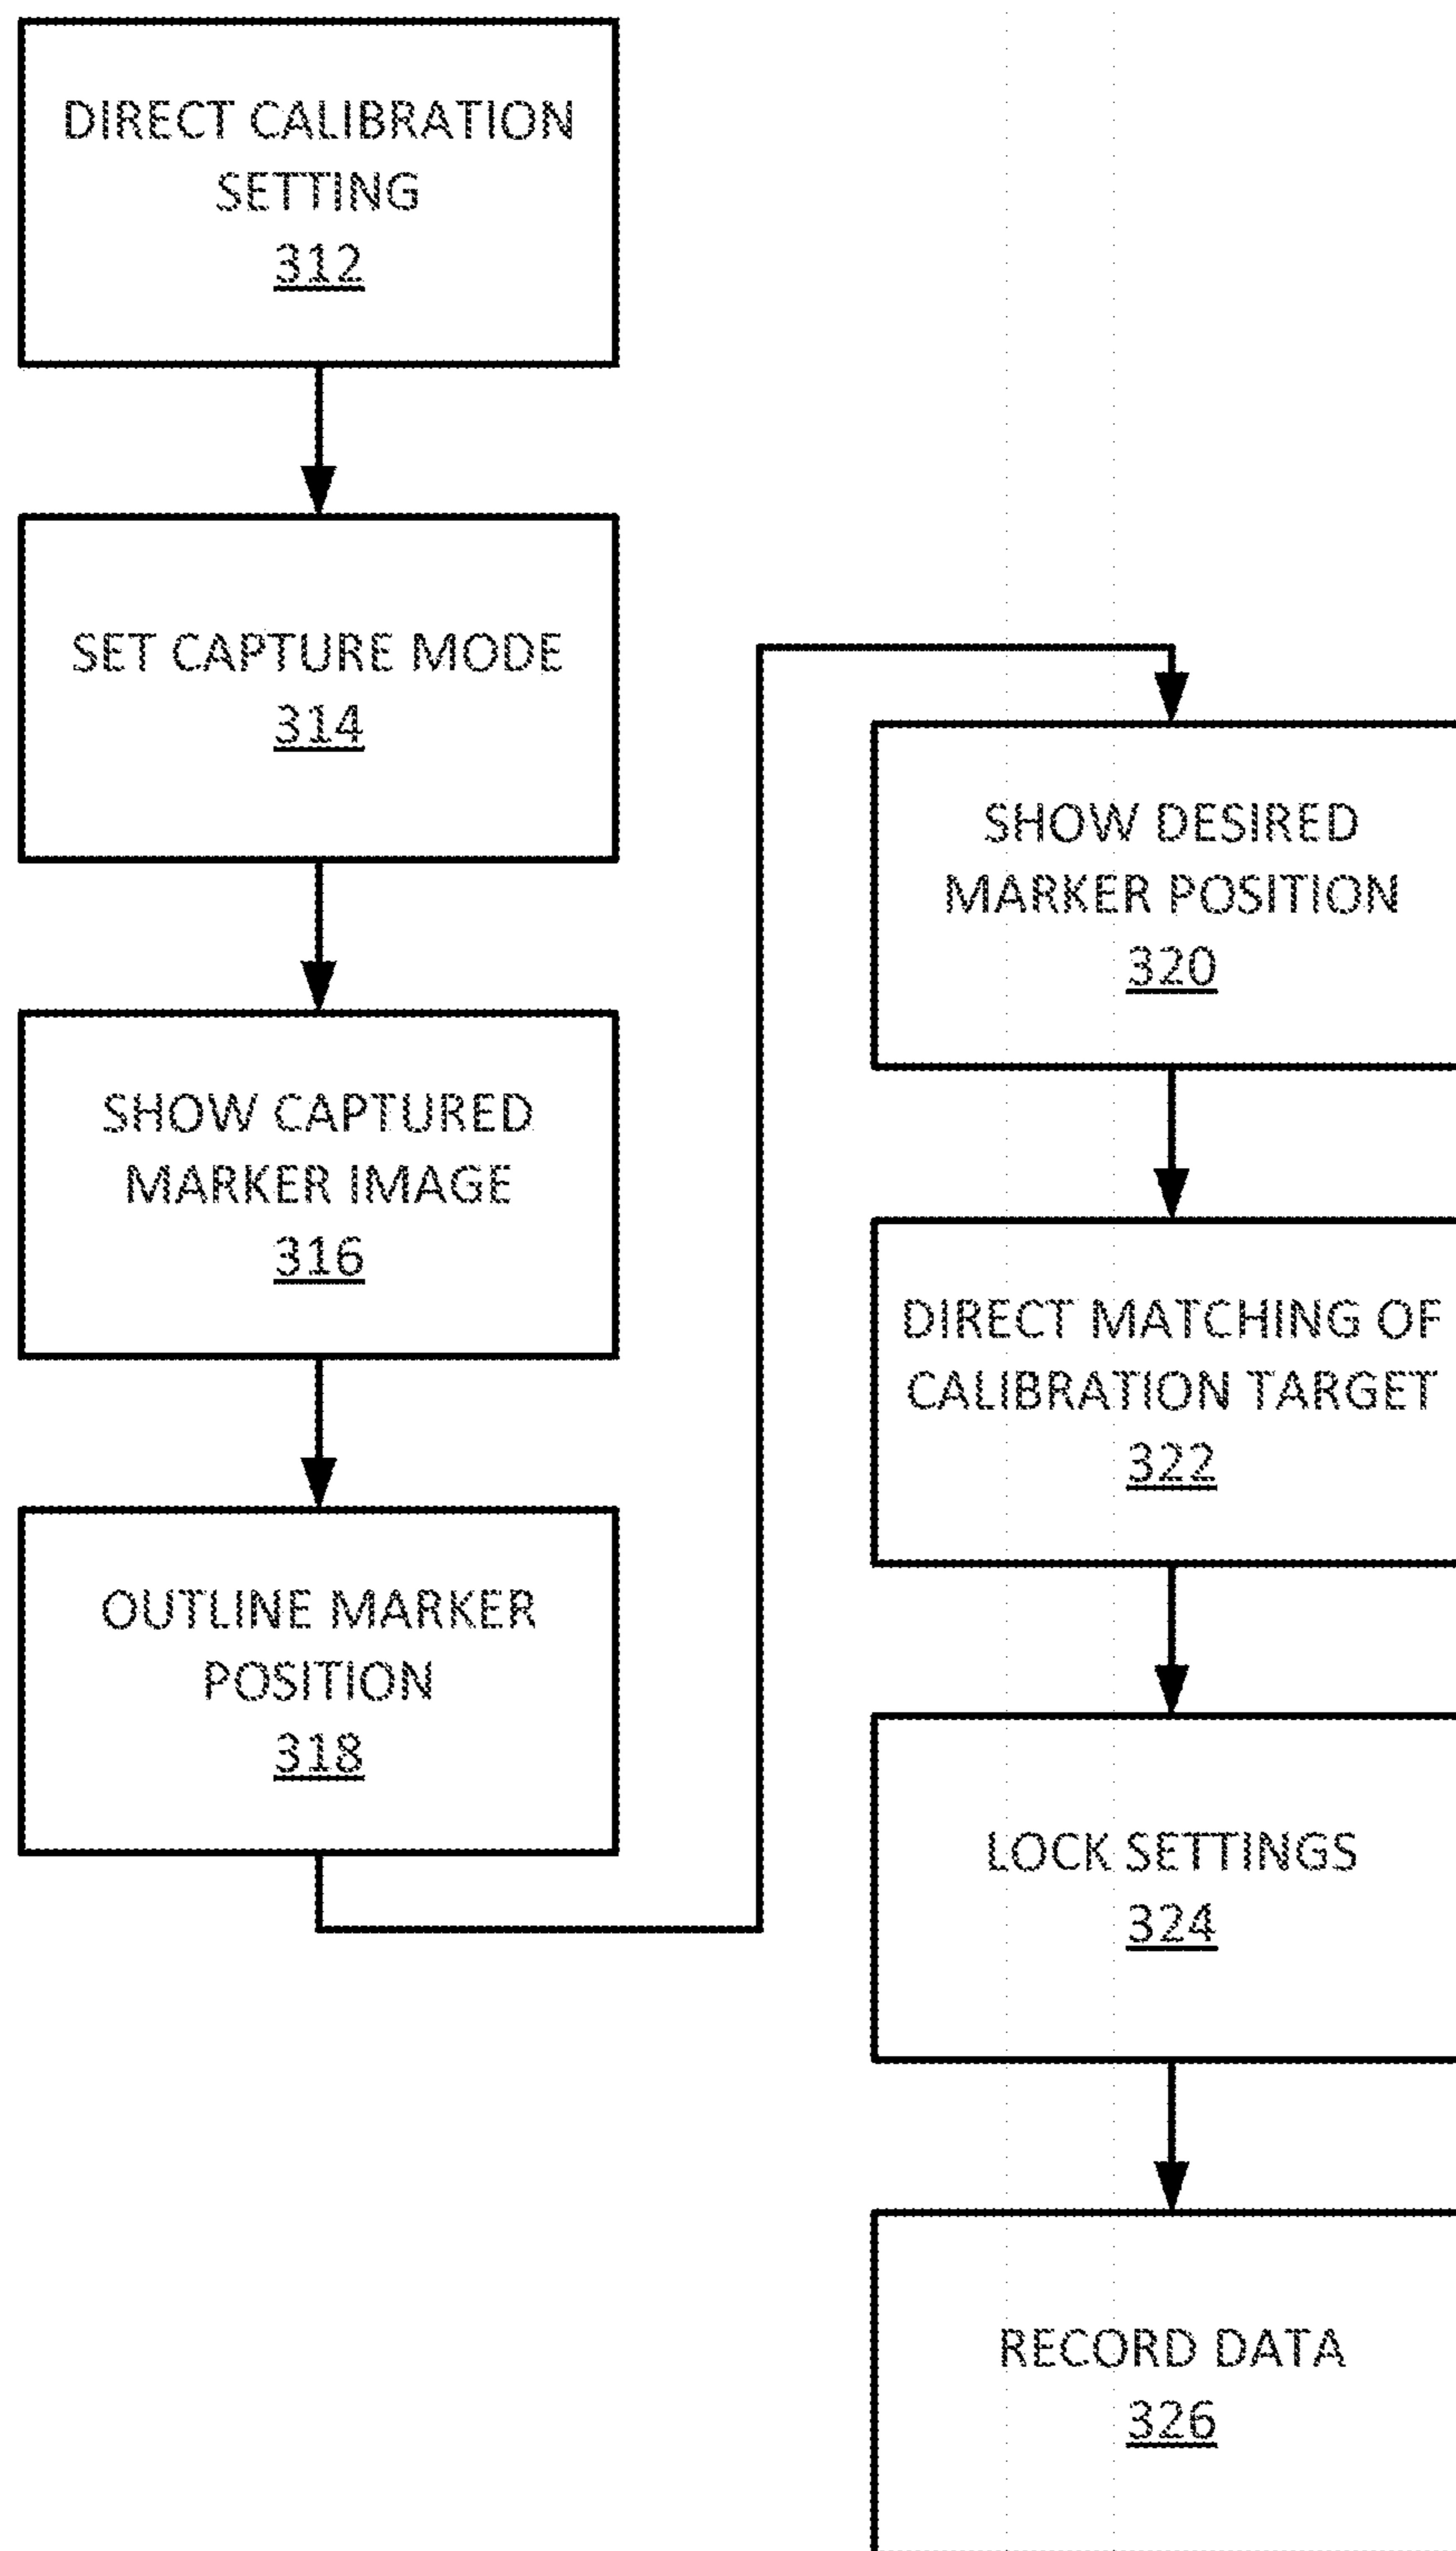 DIRECT CALIBRATION
SETTING
312
SET CAPTURE MODE
314
SHOW CAPTURED
MARKER IMAGE
316
OUTLINE MARKER
POSITION
318
SHOW DESIRED
MARKER POSITION
320
DIRECT MATCHING OF
CALIBRATION TARGET
322
LOCK SETTINGS
324
RECORD DATA
326